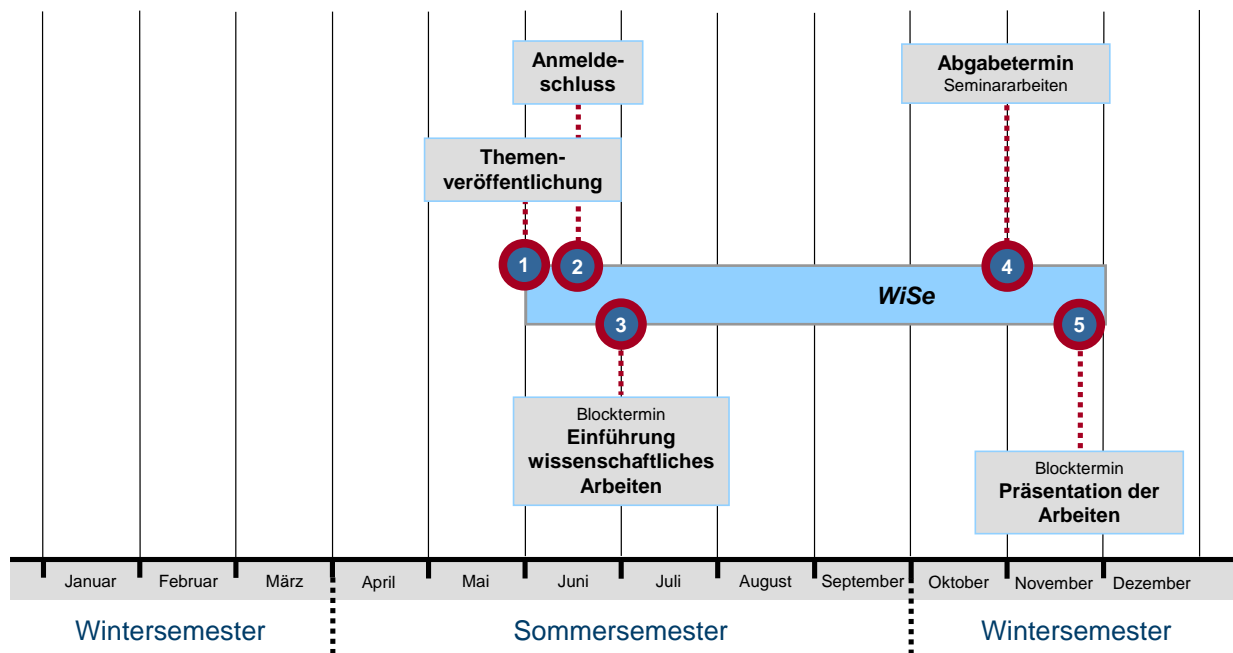 Anmelde-
schluss
Abgabetermin
Seminararbeiten
Themen-
veröffentlichung
1
2
4
WiSe
3
5
Blocktermin
Einführung
wissenschaftliches
Arbeiten
Blocktermin
Präsentation der
Arbeiten
Januar Februar März April Mai Juni Juli August September Oktober November Dezember
Wintersemester Sommersemester Wintersemester